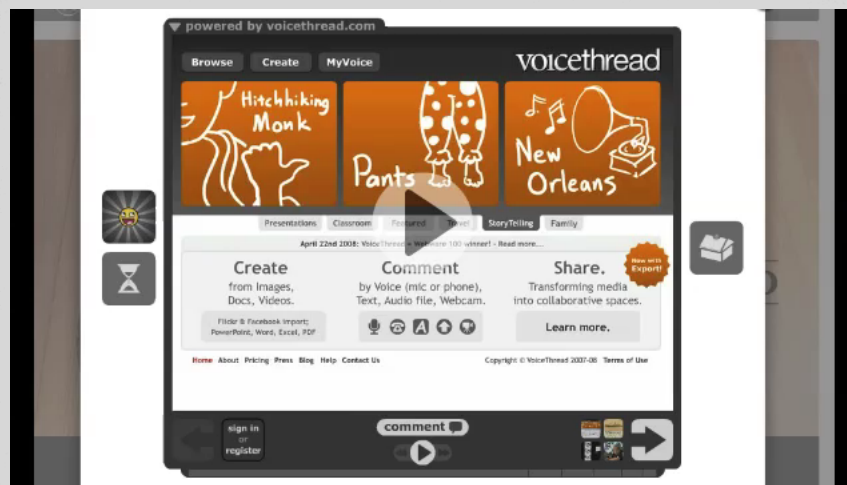 powered by voicethread.com
Browse Create MyVoice voicethread
Hitchhiking
Monk
Pants
New
Orleans
Presentations Classroom Featured Travel StoryTelling Family
April 22nd 2008: VoiceThread = Webware 100 winner! - Read more...
Create
from Images,
Docs, Videos.
Flickr & Facebook import;
PowerPoint, Word, Excel, PDF
Comment
by Voice (mic or phone),
Text, Audio file, Webcam.
A
Share.
Transforming media
into collaborative spaces.
Learn more.
Now with
Export!
Home About Pricing Press Blog Help Contact Us Copyright © VoiceThread 2007-08 Terms of Use
sign in
or
register
comment